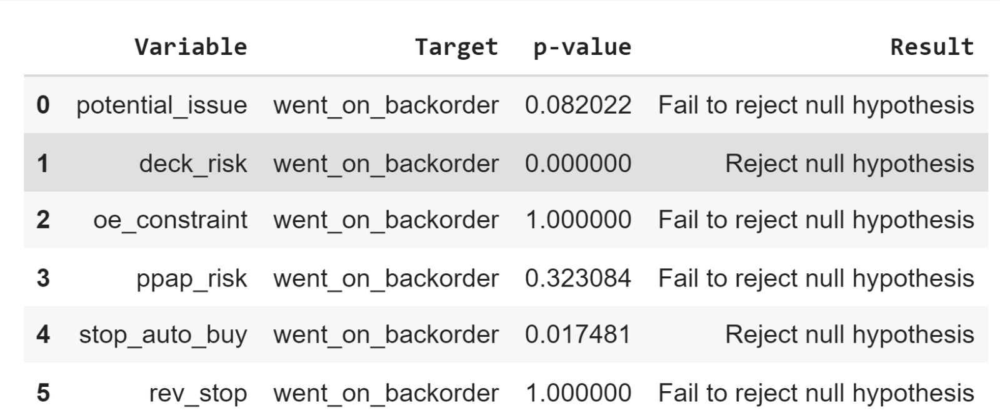 Variable Target p-value Result
0 potential_issue went_on_backorder 0.082022 Fail to reject null hypothesis
1 deck_risk went_on_backorder 0.000000 Reject null hypothesis
2 oe_constraint went_on_backorder 1.000000 Fail to reject null hypothesis
3 ppap_risk went_on_backorder 0.323084 Fail to reject null hypothesis
4 stop_auto_buy went_on_backorder 0.017481 Reject null hypothesis
5 rev_stop went_on_backorder 1.000000 Fail to reject null hypothesis